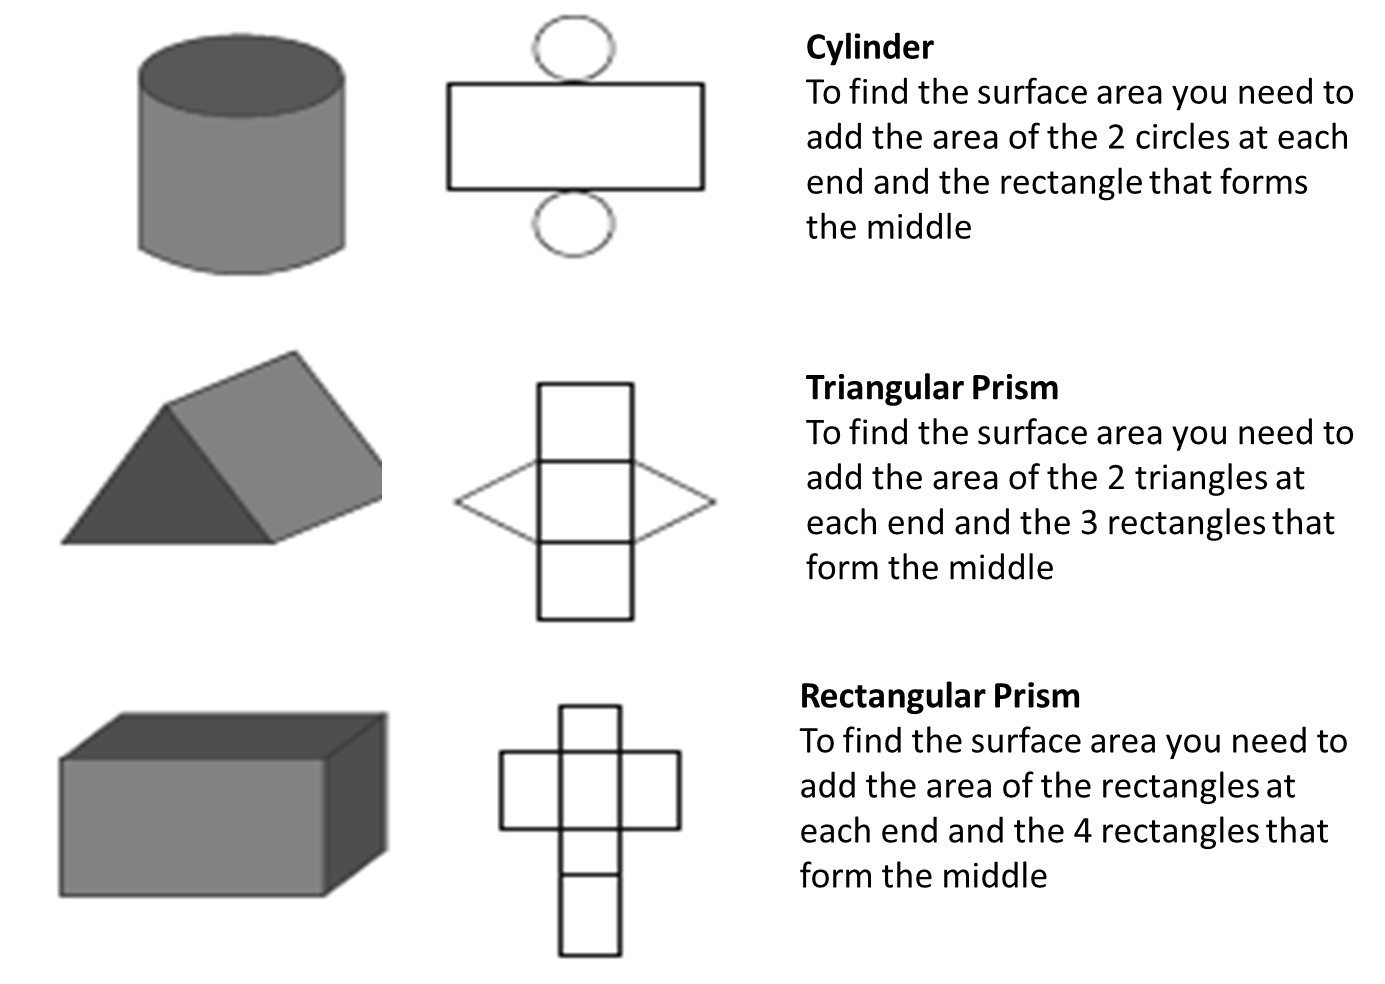 Cylinder
To find the surface area you need to
add the area of the 2 circles at each
end and the rectangle that forms
the middle
Triangular Prism
To find the surface area you need to
add the area of the 2 triangles at
each end and the 3 rectangles that
form the middle
Rectangular Prism
To find the surface area you need to
add the area of the rectangles at
each end and the 4 rectangles that
form the middle